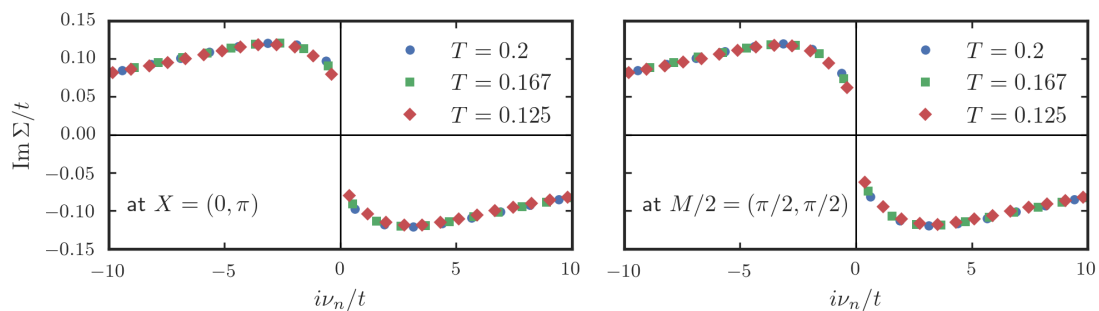 0.15
0.10
0.05
0.00
−0.05
−0.10
−0.15
Im Σ/t
T = 0.2
T = 0.167
T = 0.125
at X = (0, π)
−10
−5
0
5
10
iνₙ/t
T = 0.2
T = 0.167
T = 0.125
at M/2 = (π/2, π/2)
−10
−5
0
5
10
iνₙ/t